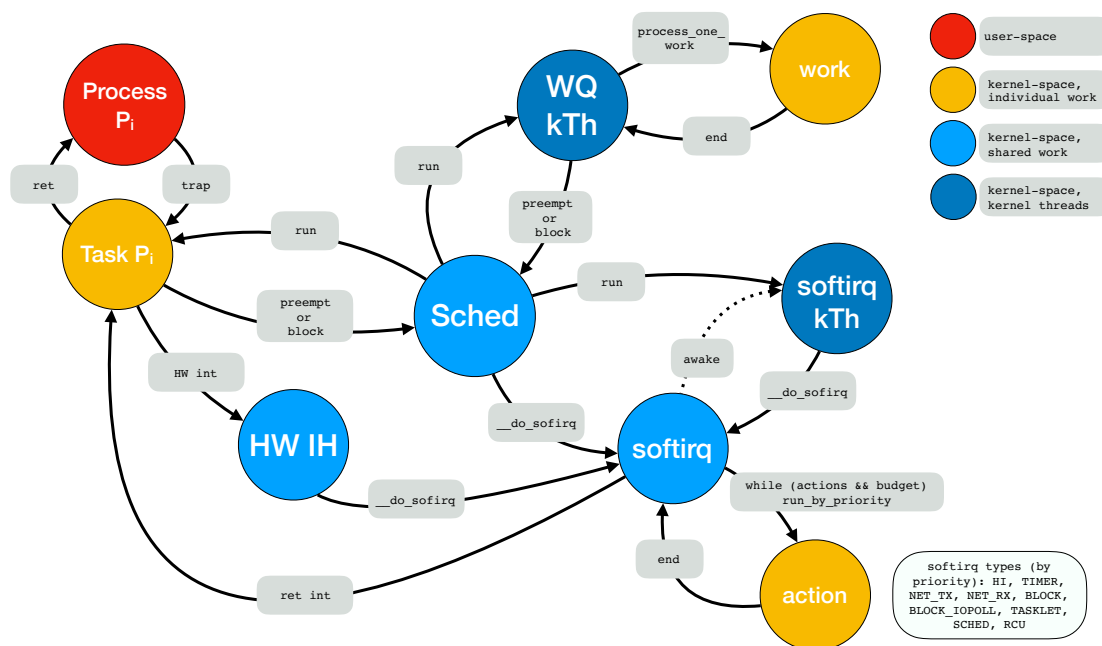 Process
Pi
ret
trap
Task Pi
run
preempt
or
block
HW int
HW IH
__do_sofirq
ret int
run
WQ
kTh
process_one_
work
work
end
preempt
or
block
Sched
run
softirq
kTh
awake
__do_sofirq
__do_sofirq
softirq
while (actions && budget)
run_by_priority
end
action
user-space
kernel-space,
individual work
kernel-space,
shared work
kernel-space,
kernel threads
softirq types (by
priority): HI, TIMER,
NET_TX, NET_RX, BLOCK,
BLOCK_IOPOLL, TASKLET,
SCHED, RCU